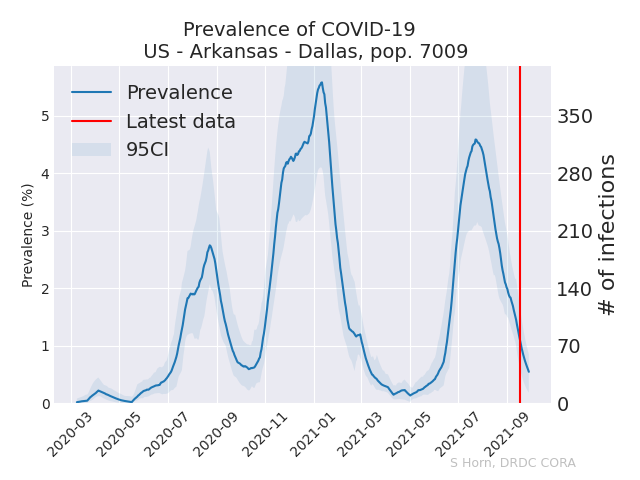 Prevalence of COVID-19
US - Arkansas - Dallas, pop. 7009
Prevalence
Latest data
95CI
Prevalence (%)
5
4
3
2
1
0
350
280
210
140
70
0
# of infections
2020-03
2020-05
2020-07
2020-09
2020-11
2021-01
2021-03
2021-05
2021-07
2021-09
S Horn, DRDC CORA